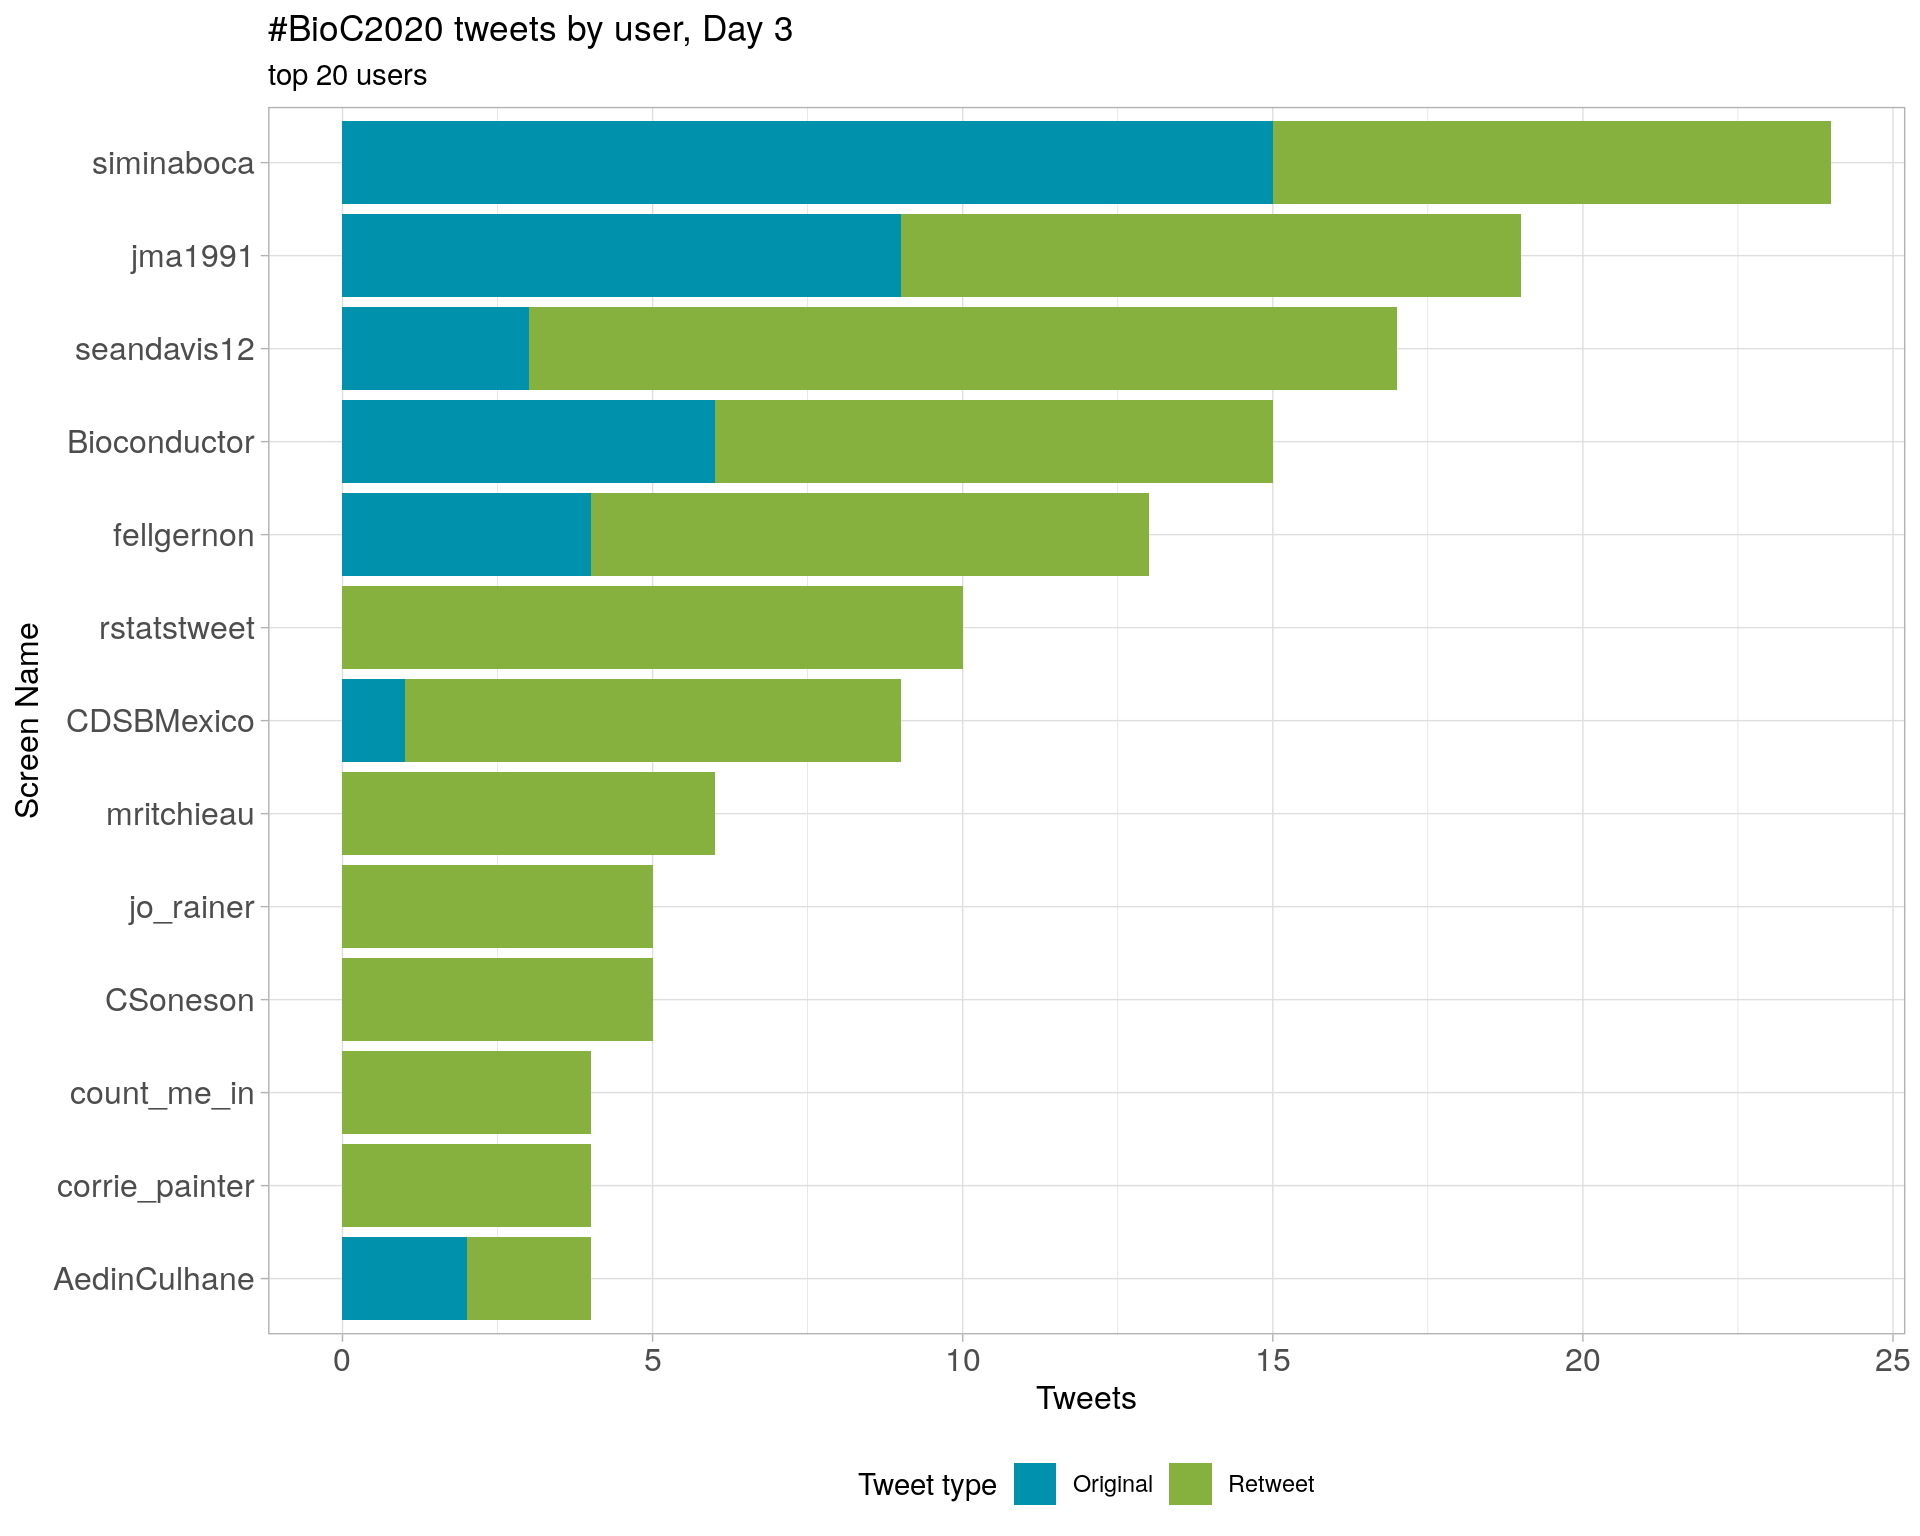 #BioC2020 tweets by user, Day 3
top 20 users
Screen Name
siminaboca
jma1991
seandavis12
Bioconductor
fellgernon
rstatstweet
CDSBMexico
mritchieau
jo_rainer
CSoneson
count_me_in
corrie_painter
AedinCulhane
0 5 10 15 20 25
Tweets
Tweet type Original Retweet